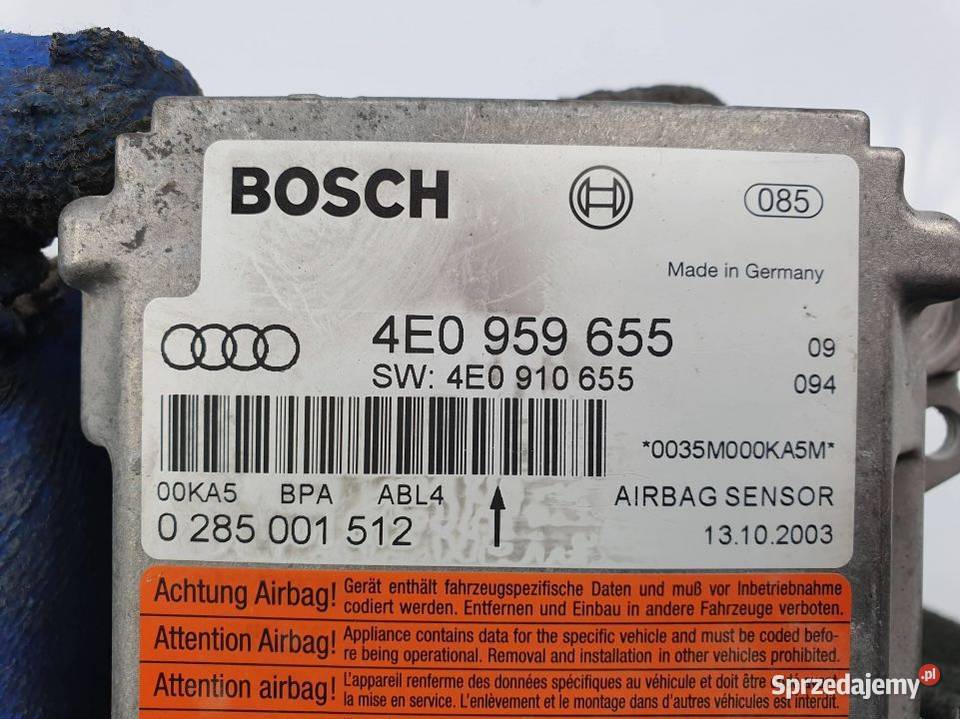 BOSCH
085
Made in Germany
4E0 959 655 09
SW: 4E0 910 655 094
*0035M000KA5M*
00KA5 BPA ABL4 AIRBAG SENSOR
0 285 001 512 13.10.2003
Achtung Airbag! Gerät enthält fahrzeugspezifische Daten und muß vor Inbetriebnahme
codiert werden. Entfernen und Einbau in andere Fahrzeuge verboten.
Attention Airbag! Appliance contains data for the specific vehicle and must be coded befo-
re being operational. Removal and installation in other vehicles prohibited.
Attention airbag! L'appareil renferme des données spécifiques au véhicule et doit être
la mise en service. L'enlèvement et le montage dans d'autres véhicules est interdit.
Sprzedajemy.pl